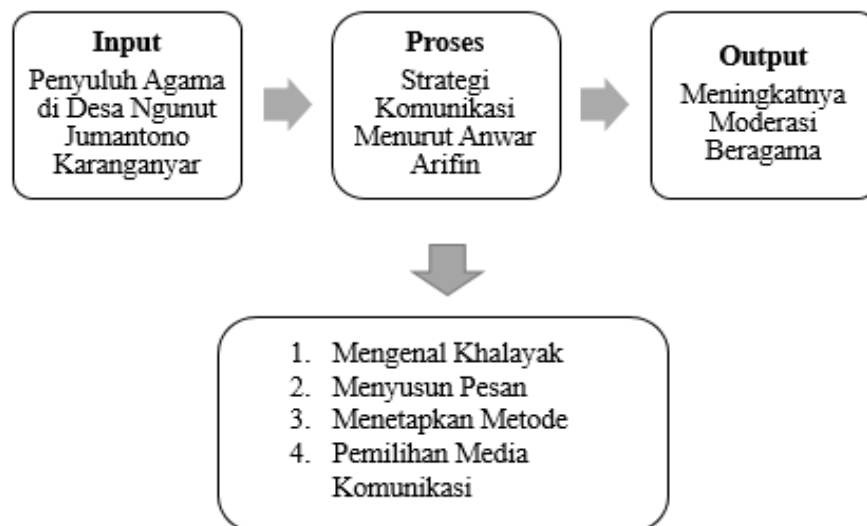 Input
Penyuluh Agama
di Desa Ngunut
Jumantono
Karanganyar
Proses
Strategi
Komunikasi
Menurut Anwar
Arifin
Output
Meningkatnya
Moderasi
Beragama
1. Mengenal Khalayak
2. Menyusun Pesan
3. Menetapkan Metode
4. Pemilihan Media
Komunikasi